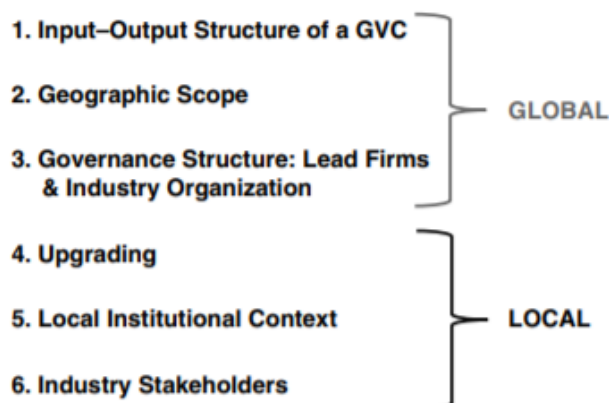 1. Input–Output Structure of a GVC
2. Geographic Scope
GLOBAL
3. Governance Structure: Lead Firms
& Industry Organization
4. Upgrading
5. Local Institutional Context
LOCAL
6. Industry Stakeholders